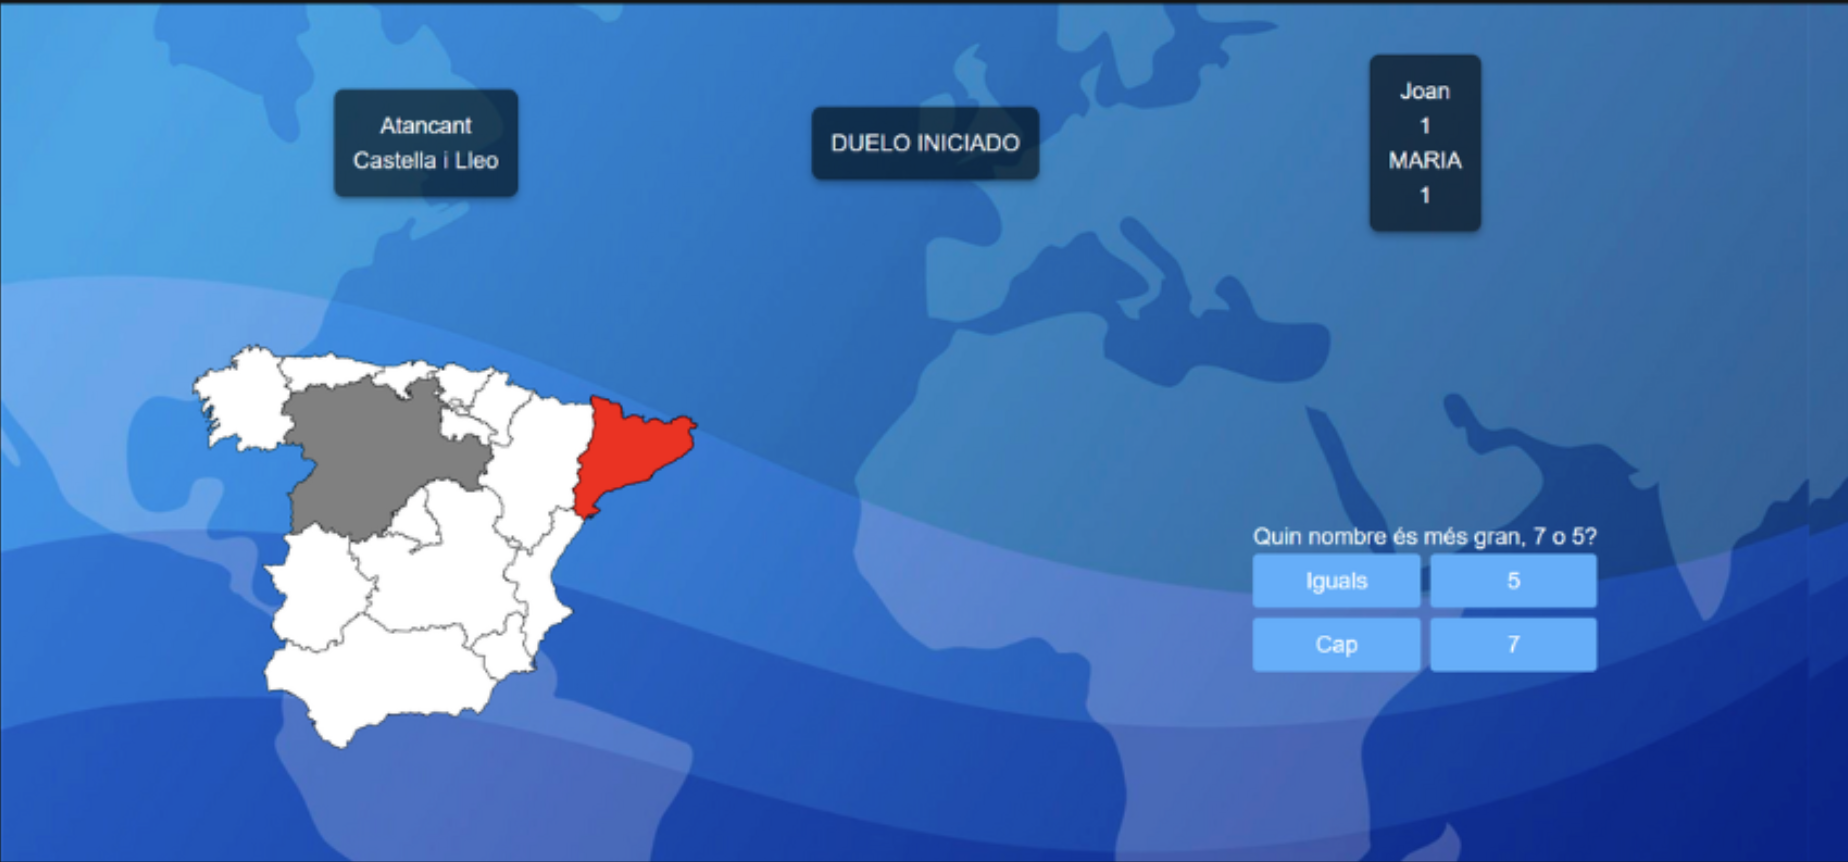 Atancant
Castella i Lleo
DUELO INICIADO
Joan
1
MARIA
1
Quin nombre és més gran, 7 o 5?
Iguals
5
Cap
7